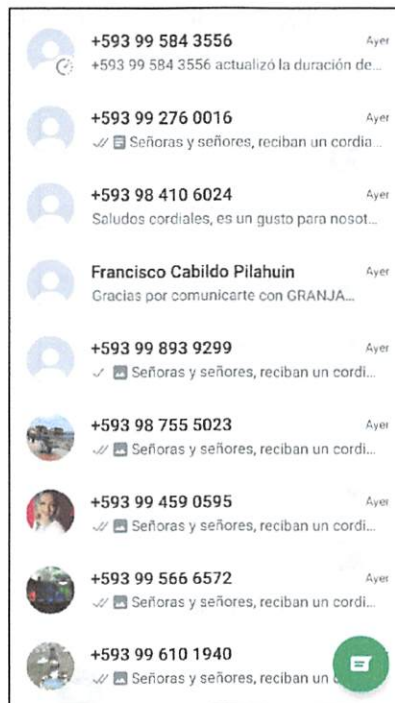 +593 99 584 3556 Ayer
+593 99 584 3556 actualizó la duración de...
+593 99 276 0016 Ayer
Señoras y señores, reciban un cordia...
+593 98 410 6024 Ayer
Saludos cordiales, es un gusto para nosot...
Francisco Cabildo Pilahuin Ayer
Gracias por comunicarte con GRANJA...
+593 99 893 9299 Ayer
Señoras y señores, reciban un cordi...
+593 98 755 5023 Ayer
Señoras y señores, reciban un cordi...
+593 99 459 0595 Ayer
Señoras y señores, reciban un cordi...
+593 99 566 6572 Ayer
Señoras y señores, reciban un cordi...
+593 99 610 1940 Ayer
Señoras y señores, reciban un